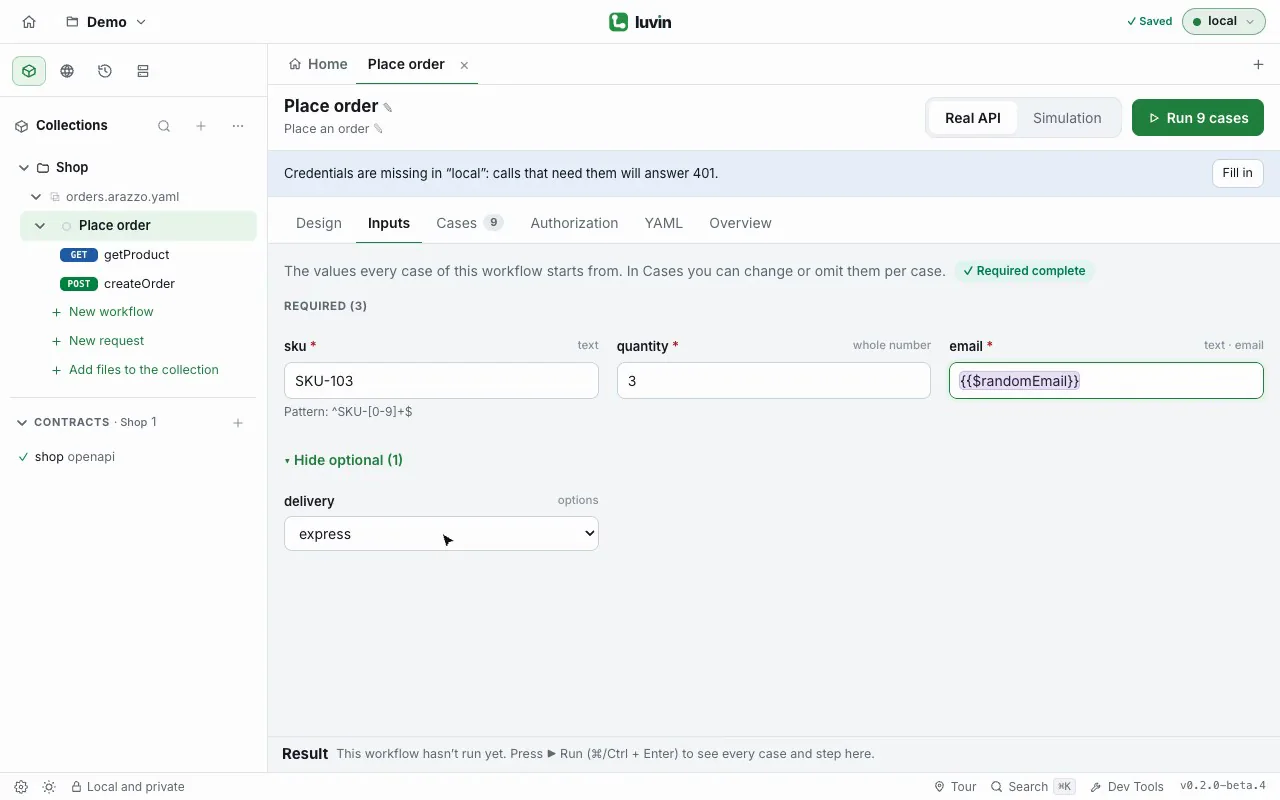 Demo
luvin
✓ Saved
local
Home
Place order
Place order
Place an order
Real API
Simulation
Run 9 cases
Collections
Shop
orders.arazzo.yaml
Place order
GET getProduct
POST createOrder
+ New workflow
+ New request
+ Add files to the collection
CONTRACTS · Shop 1
shop openapi
Credentials are missing in “local”: calls that need them will answer 401.
Fill in
Design
Inputs
Cases 9
Authorization
YAML
Overview
The values every case of this workflow starts from. In Cases you can change or omit them per case.
✓ Required complete
REQUIRED (3)
sku *
text
quantity *
whole number
email *
text · email
SKU-103
3
{{$randomEmail}}
Pattern: ^SKU-[0-9]+$
▾ Hide optional (1)
delivery
options
express
Result This workflow hasn’t run yet. Press ▶ Run (⌘/Ctrl + Enter) to see every case and step here.
Local and private
Tour
Search ⌘K
Dev Tools
v0.2.0-beta.4